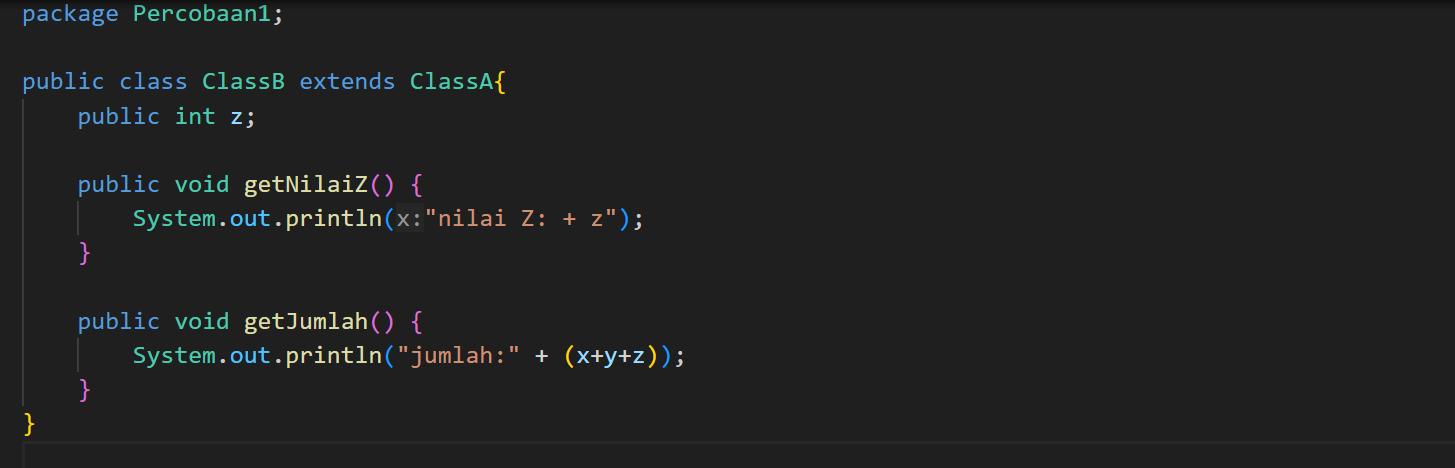 package Percobaan1;
public class ClassB extends ClassA{
public int z;
public void getNilaiZ() {
System.out.println(x:"nilai Z: + z");
}
public void getJumlah() {
System.out.println("jumlah:" + (x+y+z));
}
}